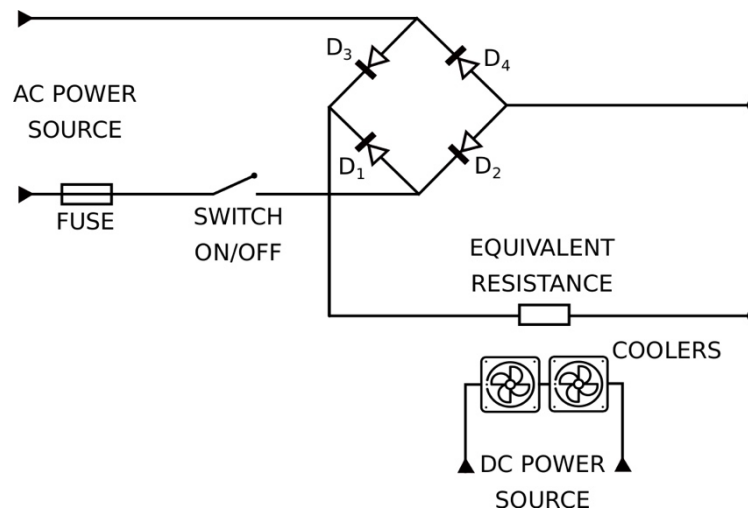 D3
D4
AC POWER
SOURCE
D1
D2
FUSE
SWITCH
ON/OFF
EQUIVALENT
RESISTANCE
COOLERS
DC POWER
SOURCE